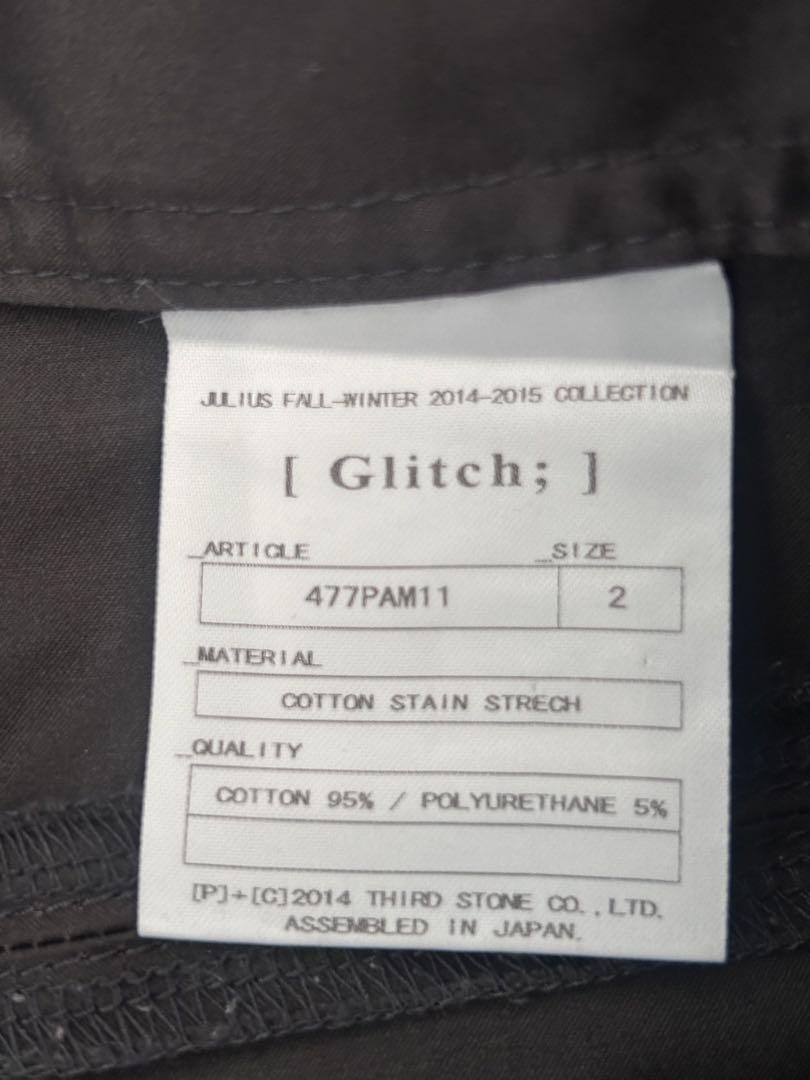 JULIUS FALL-WINTER 2014-2015 COLLECTION
[ Glitch; ]
_ARTICLE _SIZE
477PAM11 2
_MATERIAL
COTTON STAIN STRECH
_QUALITY
COTTON 95% / POLYURETHANE 5%
[P]+[C]2014 THIRD STONE CO.,LTD.
ASSEMBLED IN JAPAN.